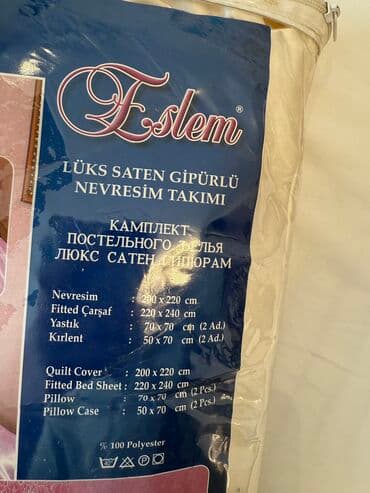 Eslem®
LÜKS SATEN GİPÜRLÜ
NEVRESİM TAKIMI
КАМПЛЕКТ
ПОСТЕЛЬНОГО БЕЛЬЯ
ЛЮКС САТЕН ГИПЮРАМ
Nevresim : 200 x 220 cm
Fitted Çarşaf : 220 x 240 cm
Yastık : 70 x 70 cm (2 Ad.)
Kırlent : 50 x 70 cm (2 Ad.)
Quilt Cover : 200 x 220 cm
Fitted Bed Sheet : 220 x 240 cm
Pillow : 70 x 70 cm (2 Pcs.)
Pillow Case : 50 x 70 cm (2 Pcs.)
% 100 Polyester